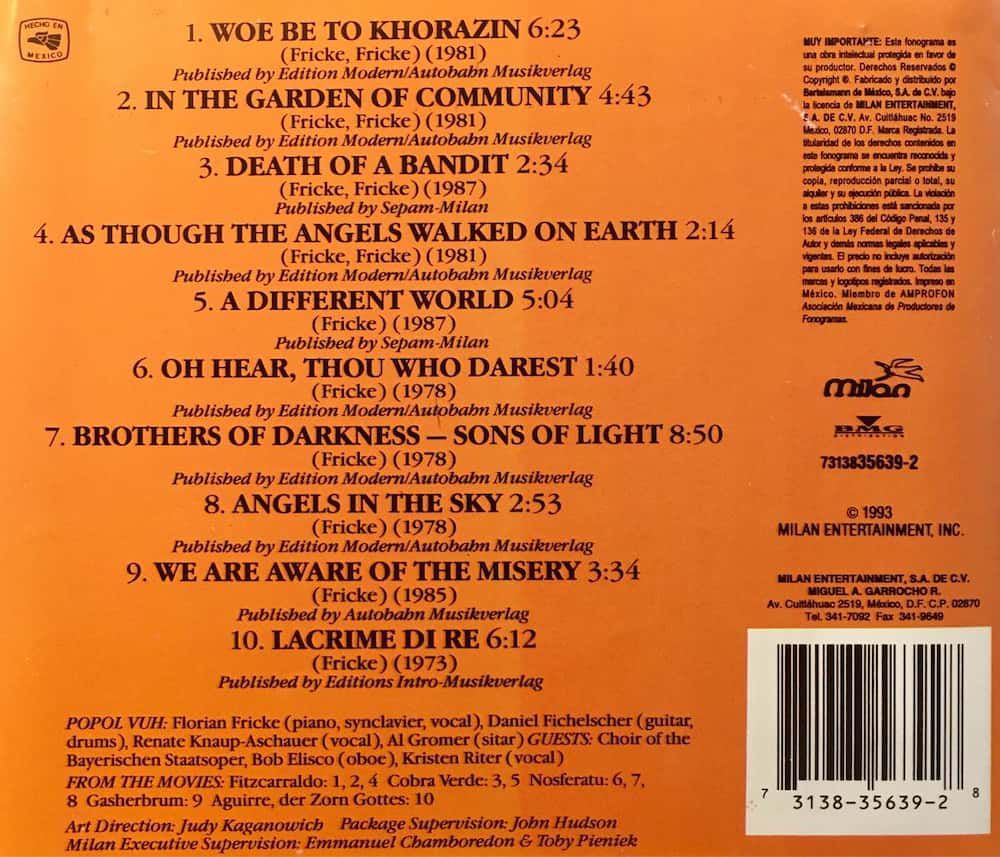 HECHO EN
MEXICO
1. WOE BE TO KHORAZIN 6:23
(Fricke, Fricke) (1981)
Published by Edition Modern/Autobahn Musikverlag
2. IN THE GARDEN OF COMMUNITY 4:43
(Fricke, Fricke) (1981)
Published by Edition Modern/Autobahn Musikverlag
3. DEATH OF A BANDIT 2:34
(Fricke, Fricke) (1987)
Published by Sepam-Milan
4. AS THOUGH THE ANGELS WALKED ON EARTH 2:14
(Fricke, Fricke) (1981)
Published by Edition Modern/Autobahn Musikverlag
5. A DIFFERENT WORLD 5:04
(Fricke) (1987)
Published by Sepam-Milan
6. OH HEAR, THOU WHO DAREST 1:40
(Fricke) (1978)
Published by Edition Modern/Autobahn Musikverlag
7. BROTHERS OF DARKNESS – SONS OF LIGHT 8:50
(Fricke) (1978)
Published by Edition Modern/Autobahn Musikverlag
8. ANGELS IN THE SKY 2:53
(Fricke) (1978)
Published by Edition Modern/Autobahn Musikverlag
9. WE ARE AWARE OF THE MISERY 3:34
(Fricke) (1985)
Published by Autobahn Musikverlag
10. LACRIME DI RE 6:12
(Fricke) (1973)
Published by Editions Intro-Musikverlag
POPOL VUH: Florian Fricke (piano, synclavier, vocal), Daniel Fichelscher (guitar,
drums), Renate Knaup-Aschauer (vocal), Al Gromer (sitar) GUESTS: Choir of the
Bayerischen Staatsoper, Bob Elisco (oboe), Kristen Riter (vocal)
FROM THE MOVIES: Fitzcarraldo: 1, 2, 4 Cobra Verde: 3, 5 Nosferatu: 6, 7,
8 Gasherbrum: 9 Aguirre, der Zorn Gottes: 10
Art Direction: Judy Kaganowich Package Supervision: John Hudson
Milan Executive Supervision: Emmanuel Chamboredon & Toby Pieniek
MUY IMPORTANTE: Este fonograma es
una obra intelectual protegida en favor de
su productor. Derechos Reservados ©
Copyright ®. Fabricado y distribuido por
Bertelsmann de México, S.A. de C.V. bajo
la licencia de MILAN ENTERTAINMENT,
S.A. DE C.V. Av. Cuitláhuac No. 2519
Mexico, 02870 D.F. Marca Registrada. La
titularidad de los derechos contenidos en
este fonograma se encuentra reconocida y
protegida conforme a la Ley. Se prohibe su
copia, reproducción parcial o total, su
alquiler y su ejecución pública. La violación
a estas prohibiciones está sancionada por
los artículos 386 del Código Penal, 135 y
136 de la Ley Federal de Derechos de
Autor y demás normas legales aplicables y
vigentes. El precio no incluye autorización
para usarlo con fines de lucro. Todas las
marcas y logotipos registrados. Impreso en
México. Miembro de AMPROFON
Asociación Mexicana de Productores de
Fonogramas.
milan
BMG
DISTRIBUTION
7313835639-2
© 1993
MILAN ENTERTAINMENT, INC.
MILAN ENTERTAINMENT, S.A. DE C.V.
MIGUEL A. GARROCHO R.
Av. Cuitláhuac 2519, México, D.F. C.P. 02870
Tel. 341-7092 Fax 341-9649
7 3138-35639-2 8